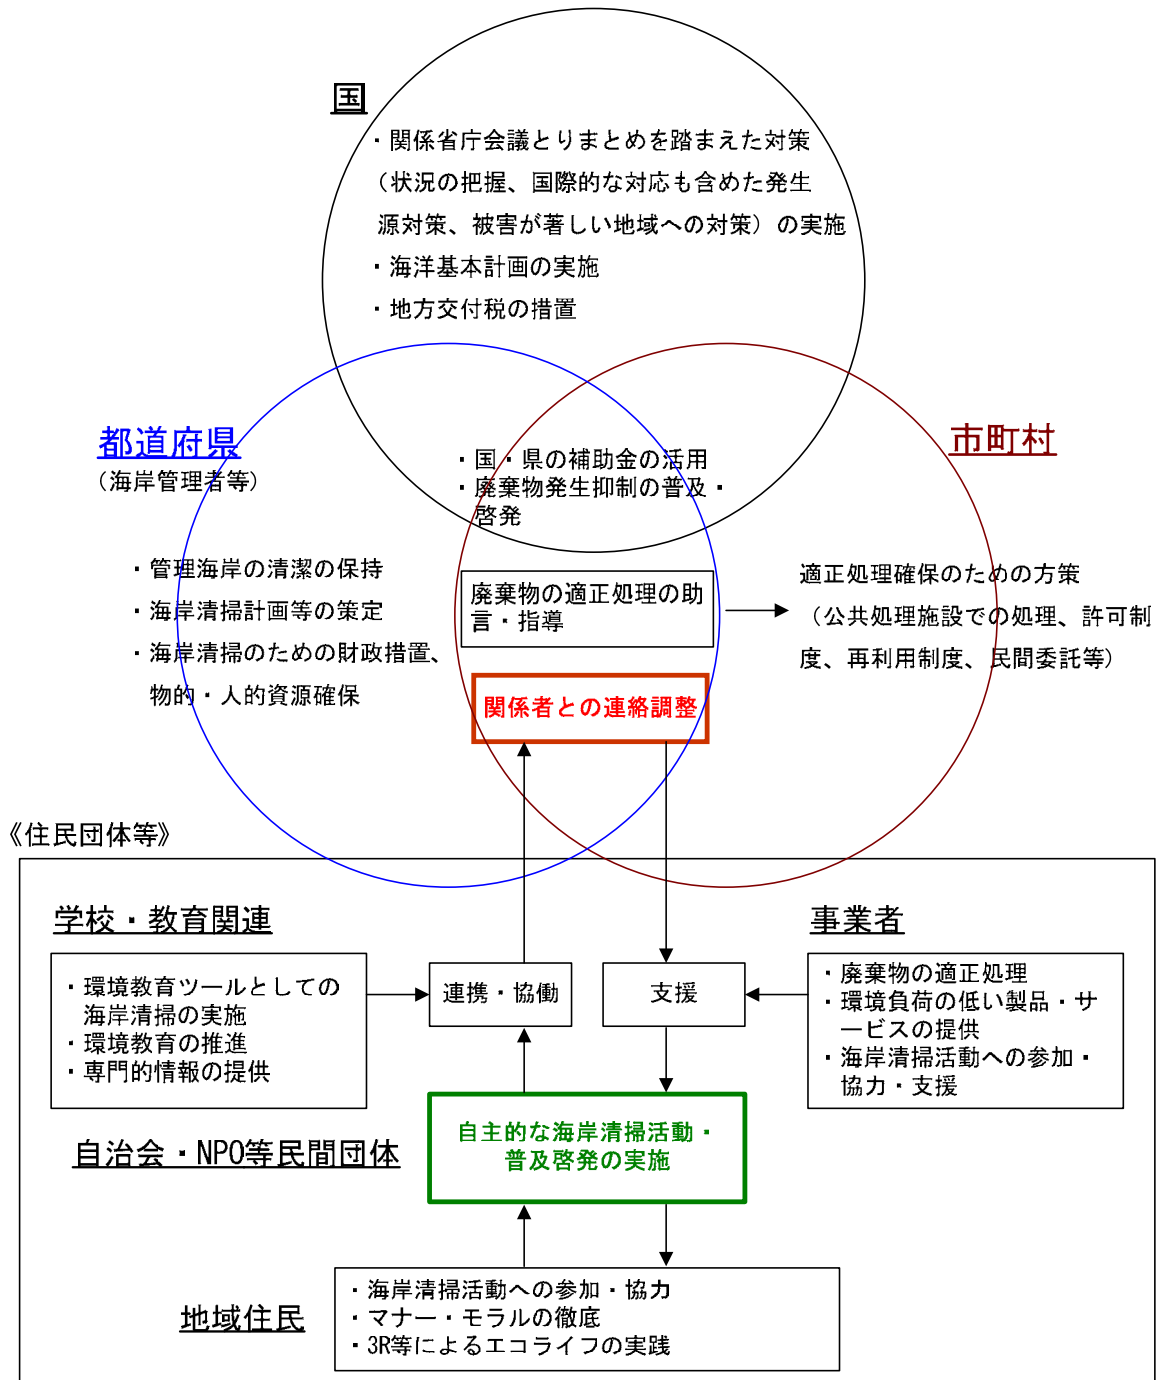 国
・関係省庁会議とりまとめを踏まえた対策
（状況の把握、国際的な対応も含めた発生
源対策、被害が著しい地域への対策）の実施
・海洋基本計画の実施
・地方交付税の措置
都道府県
（海岸管理者等）
市町村
・国・県の補助金の活用
・廃棄物発生抑制の普及・
啓発
・管理海岸の清潔の保持
・海岸清掃計画等の策定
・海岸清掃のための財政措置、
物的・人的資源確保
廃棄物の適正処理の助
言・指導
適正処理確保のための方策
（公共処理施設での処理、許可制
度、再利用制度、民間委託等）
関係者との連絡調整
《住民団体等》
学校・教育関連
・環境教育ツールとしての
海岸清掃の実施
・環境教育の推進
・専門的情報の提供
連携・協働
支援
事業者
・廃棄物の適正処理
・環境負荷の低い製品・サ
ービスの提供
・海岸清掃活動への参加・
協力・支援
自治会・NPO等民間団体
自主的な海岸清掃活動・
普及啓発の実施
地域住民
・海岸清掃活動への参加・協力
・マナー・モラルの徹底
・3R等によるエコライフの実践